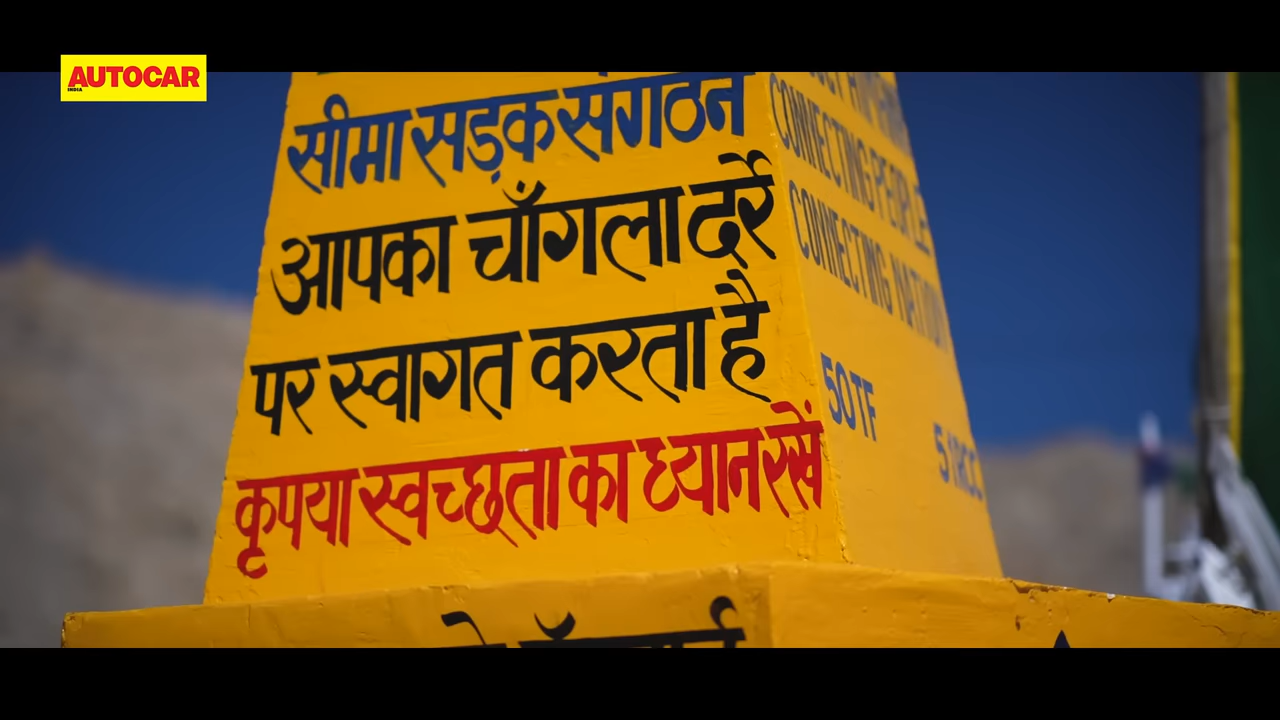 AUTOCAR
INDIA
सीमा सड़क संगठन
आपका चाँगला दर्रे
पर स्वागत करता है
कृपया स्वच्छता का ध्यान रखें
CONNECTING PEOPLE
CONNECTING NATION
50TF
51RCC